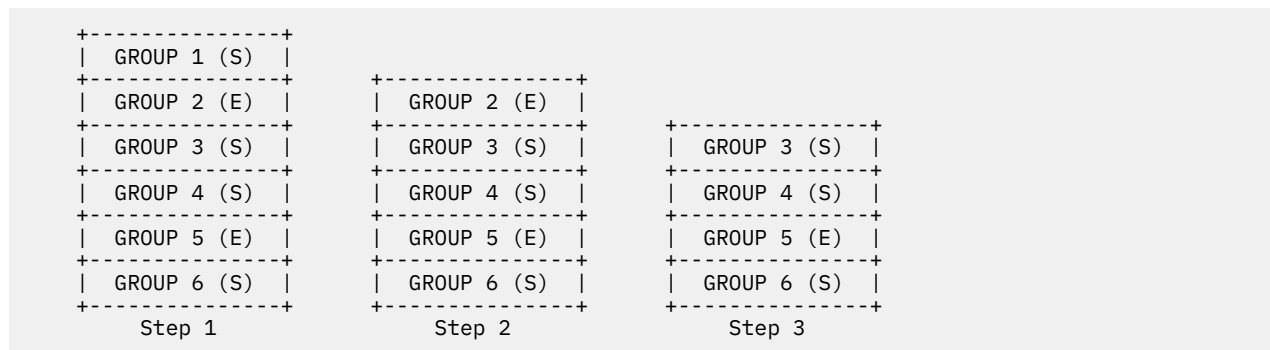 +---------------+
|  GROUP 1 (S)  |
+---------------+      +---------------+
|  GROUP 2 (E)  |      |  GROUP 2 (E)  |
+---------------+      +---------------+      +---------------+
|  GROUP 3 (S)  |      |  GROUP 3 (S)  |      |  GROUP 3 (S)  |
+---------------+      +---------------+      +---------------+
|  GROUP 4 (S)  |      |  GROUP 4 (S)  |      |  GROUP 4 (S)  |
+---------------+      +---------------+      +---------------+
|  GROUP 5 (E)  |      |  GROUP 5 (E)  |      |  GROUP 5 (E)  |
+---------------+      +---------------+      +---------------+
|  GROUP 6 (S)  |      |  GROUP 6 (S)  |      |  GROUP 6 (S)  |
+---------------+      +---------------+      +---------------+
     Step 1                 Step 2                 Step 3